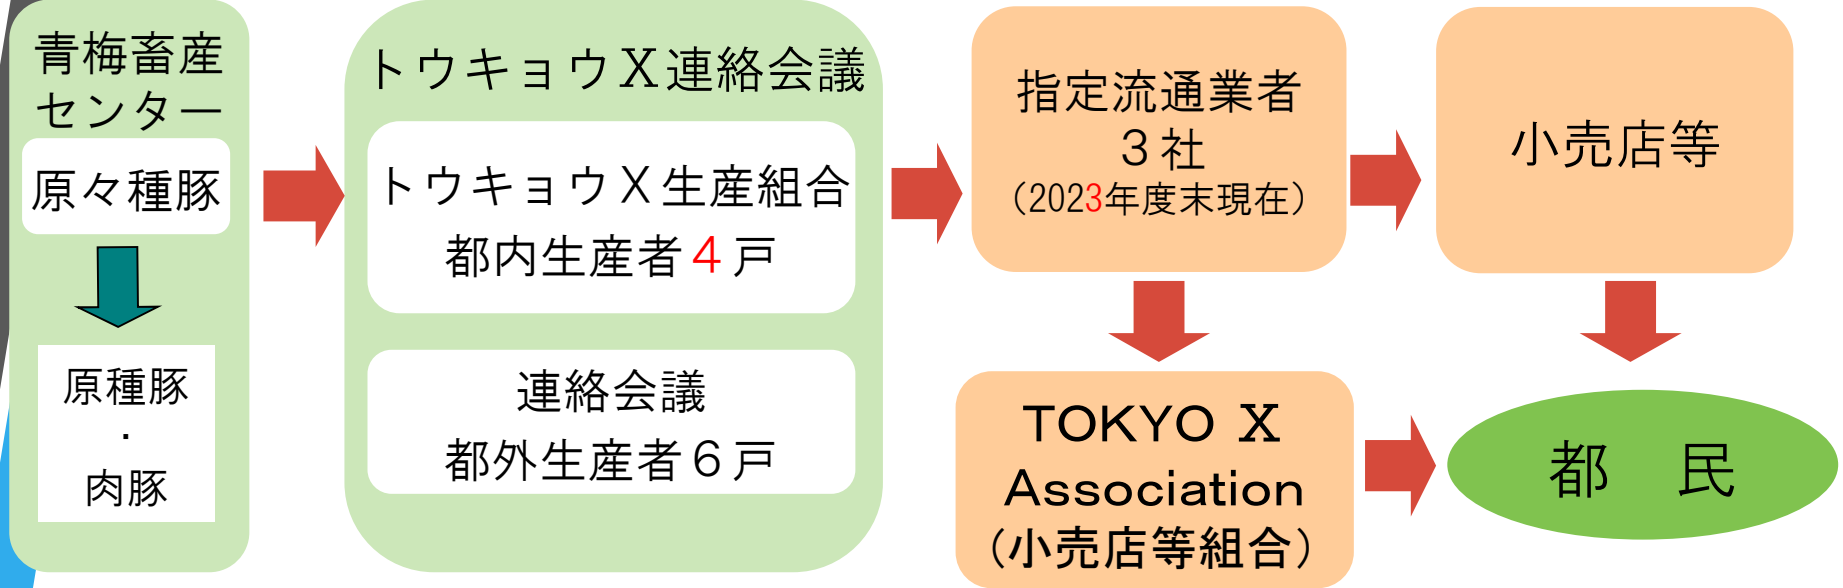 青梅畜産
センター
原々種豚
原種豚
・
肉豚
トウキョウX連絡会議
トウキョウX生産組合
都内生産者4戸
連絡会議
都外生産者6戸
指定流通業者
3社
（2023年度末現在）
小売店等
TOKYO X
Association
（小売店等組合）
都　民